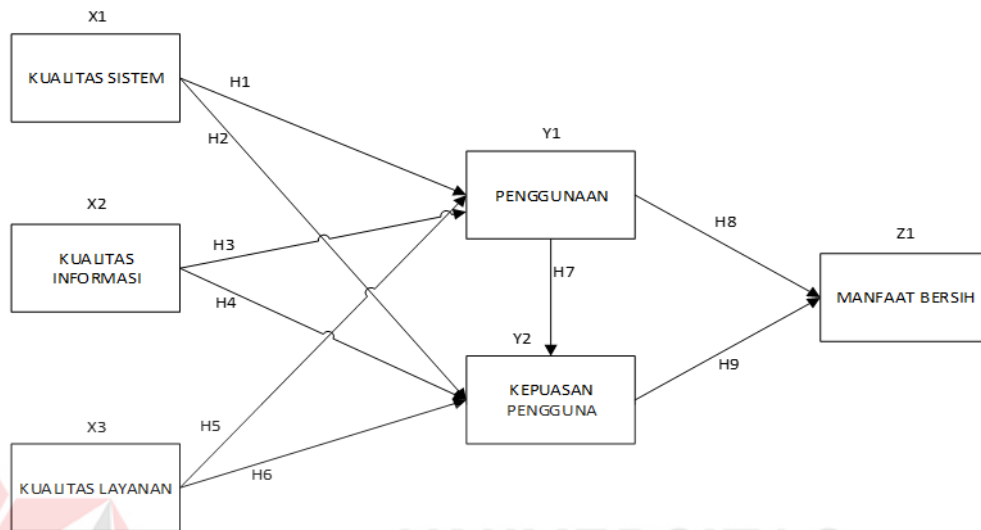 X1
KUALITAS SISTEM
H1
H2
Y1
PENGGUNAAN
X2
KUALITAS
INFORMASI
H3
H4
H7
H8
Z1
MANFAAT BERSIH
Y2
KEPUASAN
PENGGUNA
H9
X3
KUALITAS LAYANAN
H5
H6